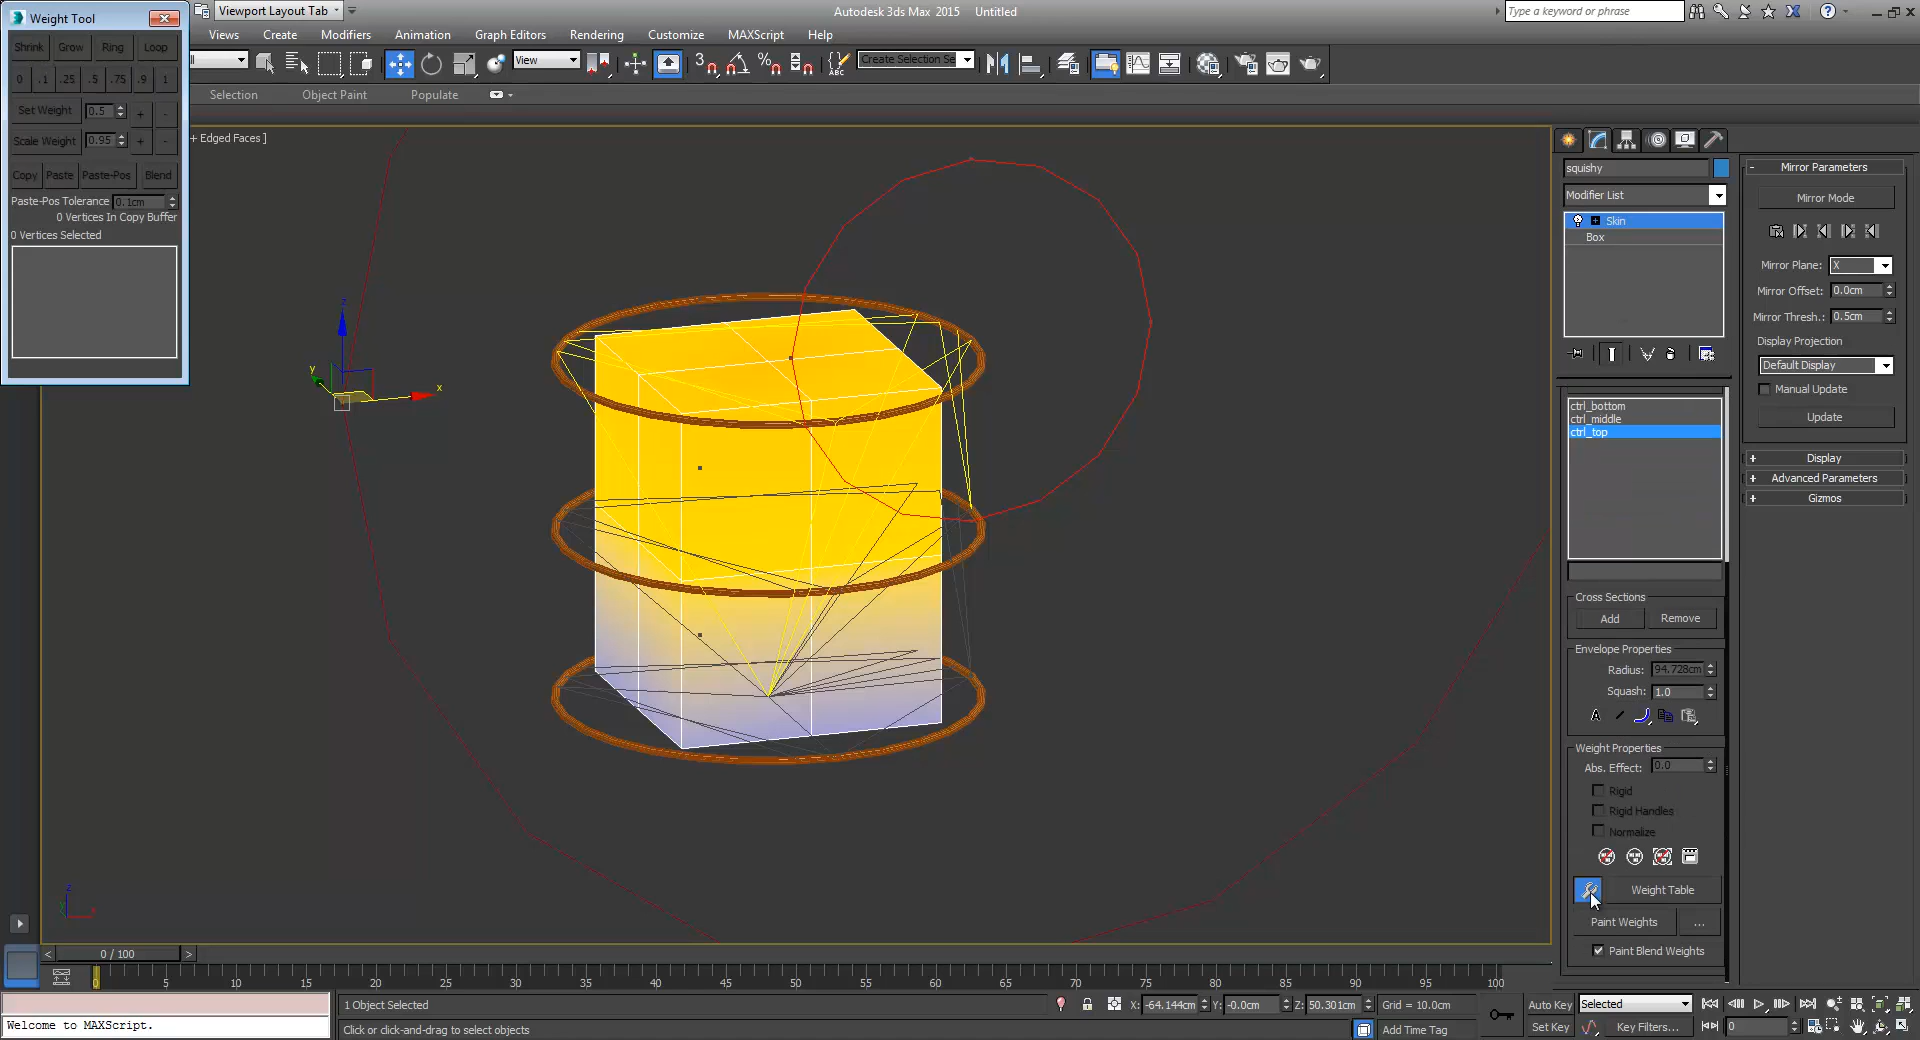 Weight Tool
Viewport Layout Tab
Autodesk 3ds Max 2015 Untitled
Type a keyword or phrase
Views Create Modifiers Animation Graph Editors Rendering Customize MAXScript Help
View
3
ABC
Create Selection Se
Selection Object Paint Populate
Shrink Grow Ring Loop
0 .1 .25 .5 .75 .9 1
Set Weight 0.5 + -
Scale Weight 0.95 + -
Copy Paste Paste-Pos Blend
Paste-Pos Tolerance 0.1cm
0 Vertices In Copy Buffer
0 Vertices Selected
+ Edged Faces ]
z
y
x
squishy
Modifier List
Skin
Box
ctrl_bottom
ctrl_middle
ctrl_top
Cross Sections
Add Remove
Envelope Properties
Radius: 94.728cm
Squash: 1.0
A
Weight Properties
Abs. Effect: 0.0
Rigid
Rigid Handles
Normalize
Weight Table
Paint Weights ...
Paint Blend Weights
- Mirror Parameters
Mirror Mode
Mirror Plane: X
Mirror Offset: 0.0cm
Mirror Thresh.: 0.5cm
Display Projection
Default Display
Manual Update
Update
+ Display
+ Advanced Parameters
+ Gizmos
z
x
< 0 / 100 >
0 5 10 15 20 25 30 35 40 45 50 55 60 65 70 75 80 85 90 95 100
1 Object Selected
X: -64.144cm Y: -0.0cm Z: 50.301cm Grid = 10.0cm
Auto Key Selected
Welcome to MAXScript.
Click or click-and-drag to select objects
Add Time Tag
Set Key Key Filters...
0